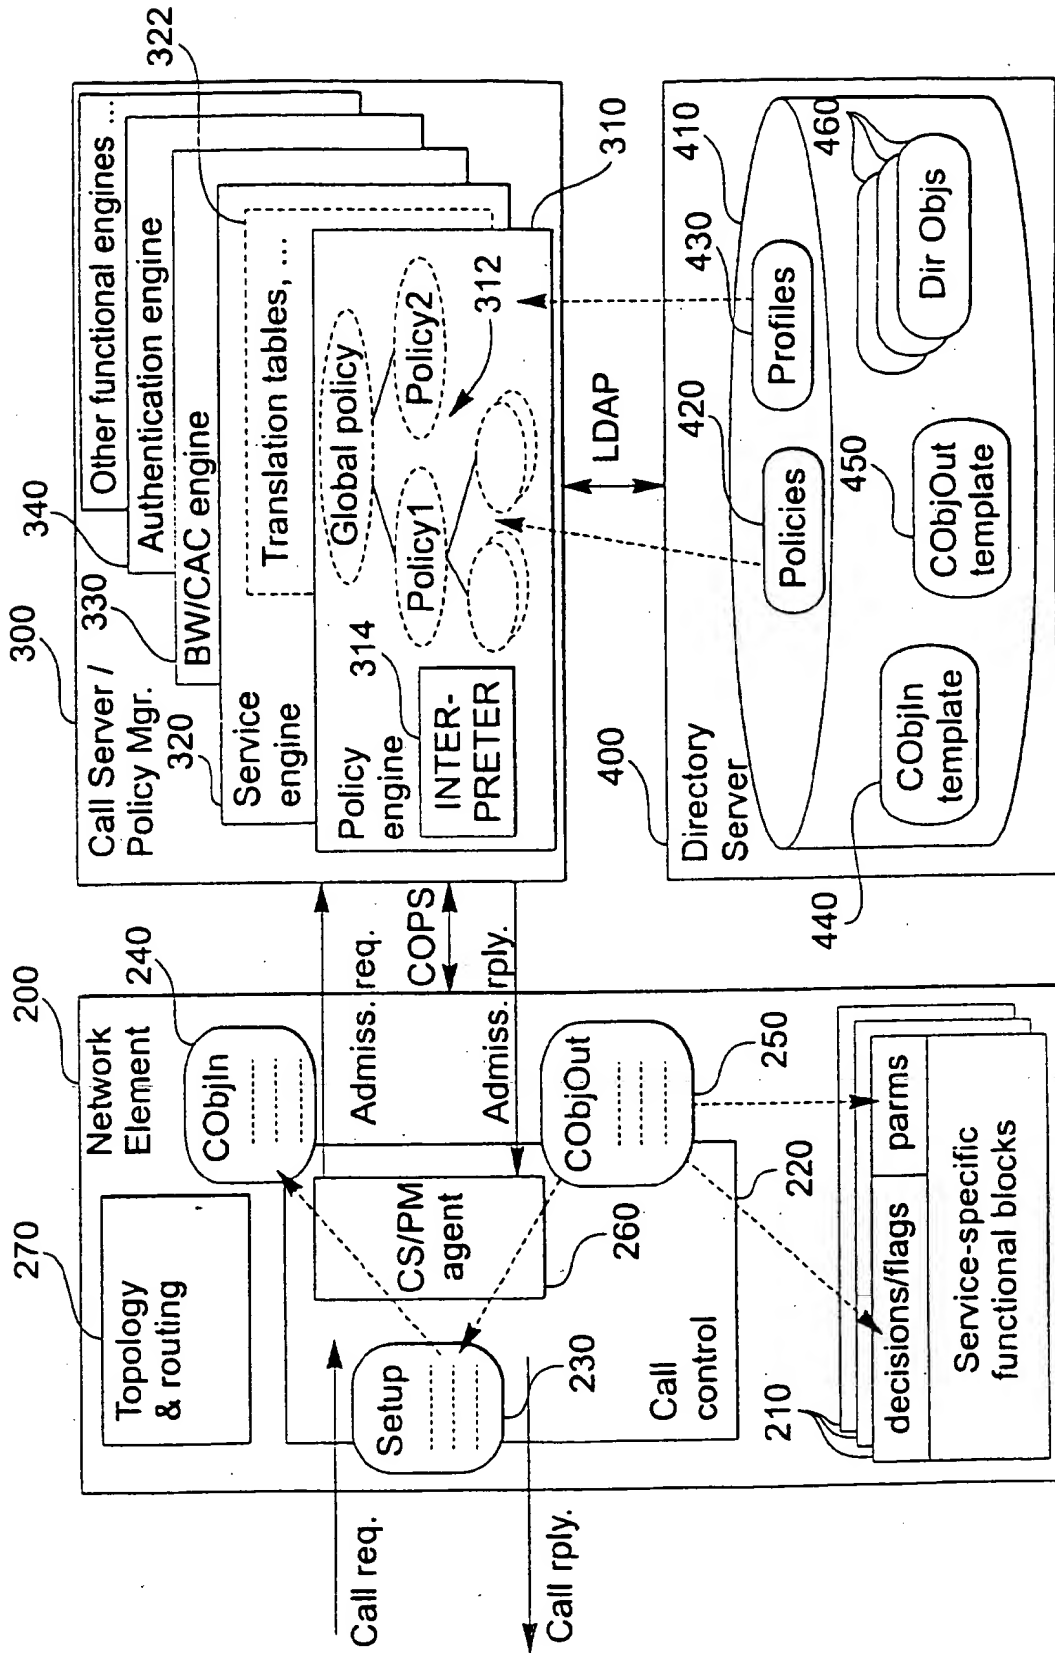 200
Network
Element
270
Topology
& routing
240
CObjIn
Call req.
Setup
230
CS/PM
agent
260
Admiss. req.
COPS
Admiss. rply.
CObjOut
250
Call
control
220
Call rply.
210
decisions/flags
parms
Service-specific
functional blocks
300
Call Server /
Policy Mgr.
320
330
340
Other functional engines ...
Authentication engine
BW/CAC engine
Service
engine
322
Translation tables, ...
Policy
engine
314
INTER-
PRETER
Global policy
Policy1
Policy2
312
310
LDAP
400
Directory
Server
420
Policies
430
Profiles
410
440
CObjIn
template
450
CObjOut
template
460
Dir Objs